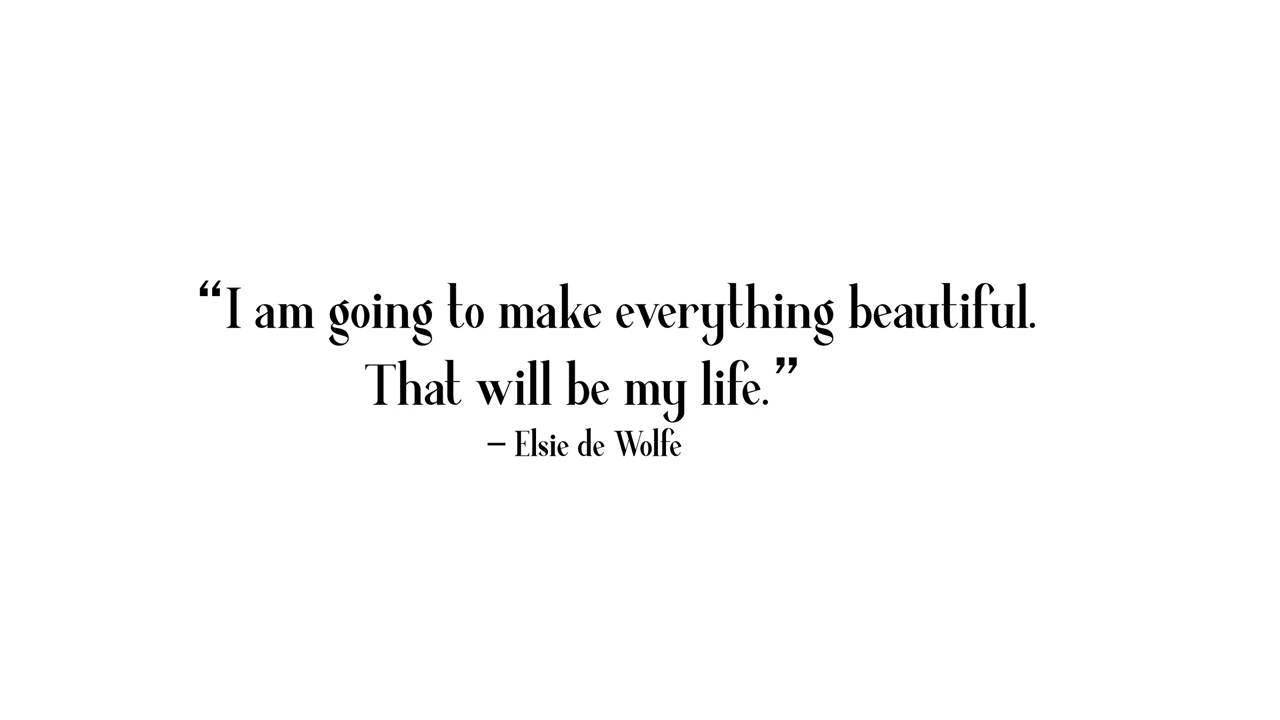 “I am going to make everything beautiful.
That will be my life.”
– Elsie de Wolfe